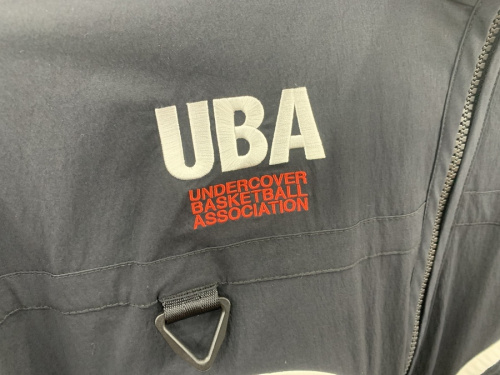 UBA
UNDERCOVER
BASKETBALL
ASSOCIATION